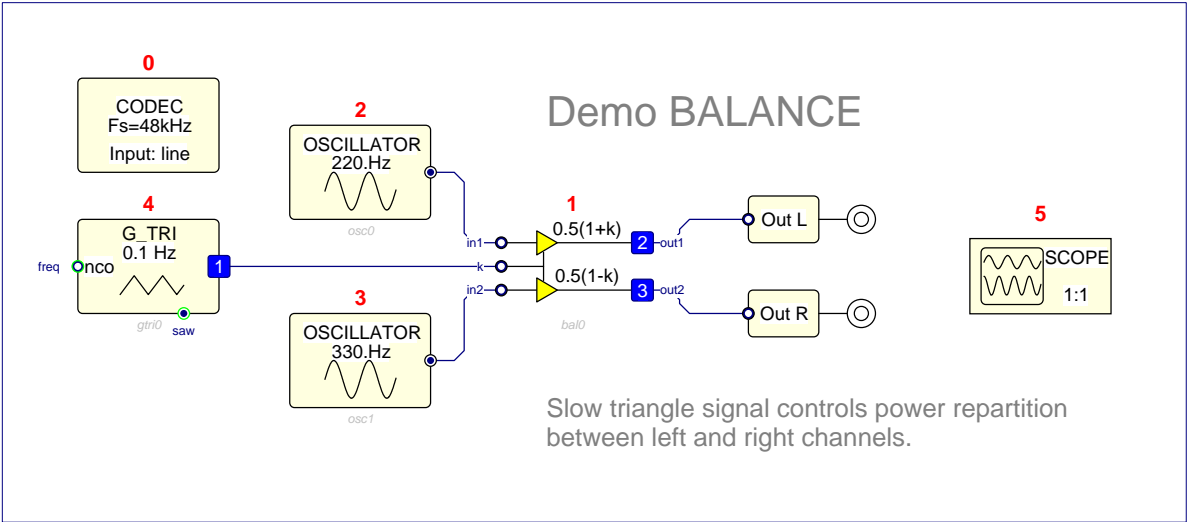 0
CODEC
Fs=48kHz
Input: line
4
G_TRI
0.1 Hz
freq
nco
1
gtri0
saw
2
OSCILLATOR
220.Hz
osc0
3
OSCILLATOR
330.Hz
osc1
Demo BALANCE
1
in1
0.5(1+k)
2
out1
k
in2
0.5(1-k)
3
out2
bal0
Out L
Out R
5
SCOPE
1:1
Slow triangle signal controls power repartition
between left and right channels.